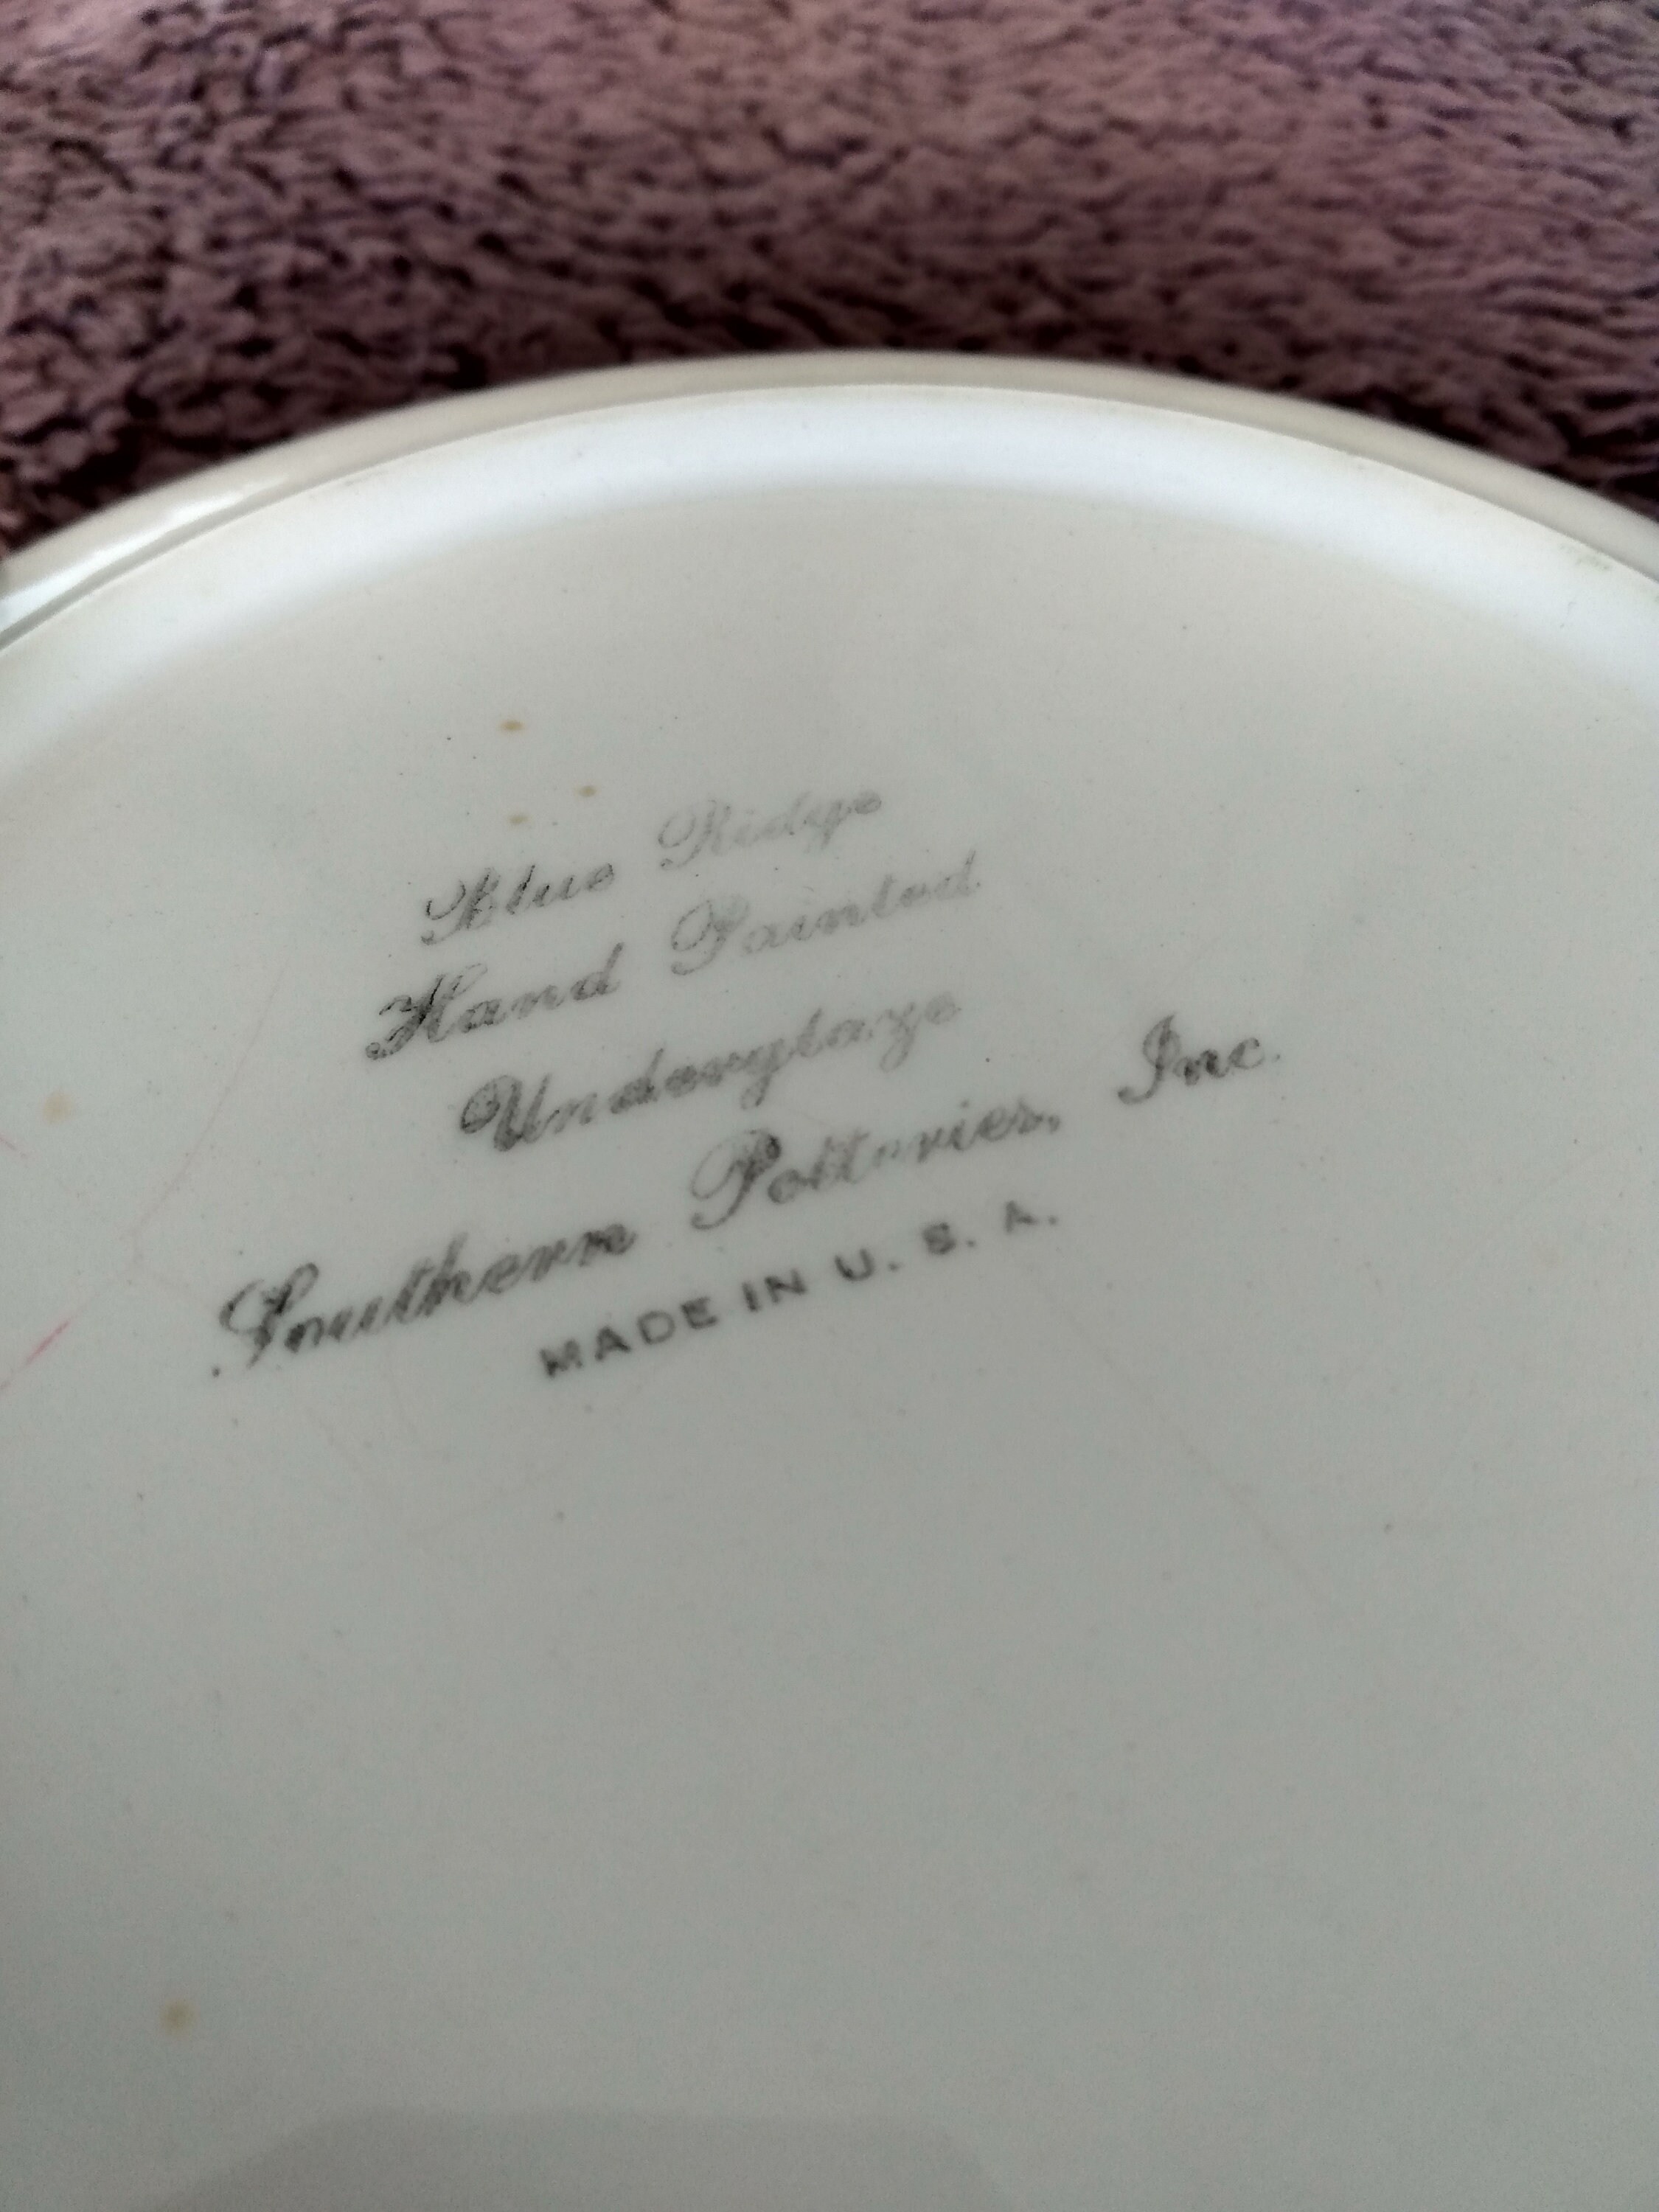 Blue Ridge
Hand Painted
Underglaze
Southern Potteries, Inc.
MADE IN U. S. A.